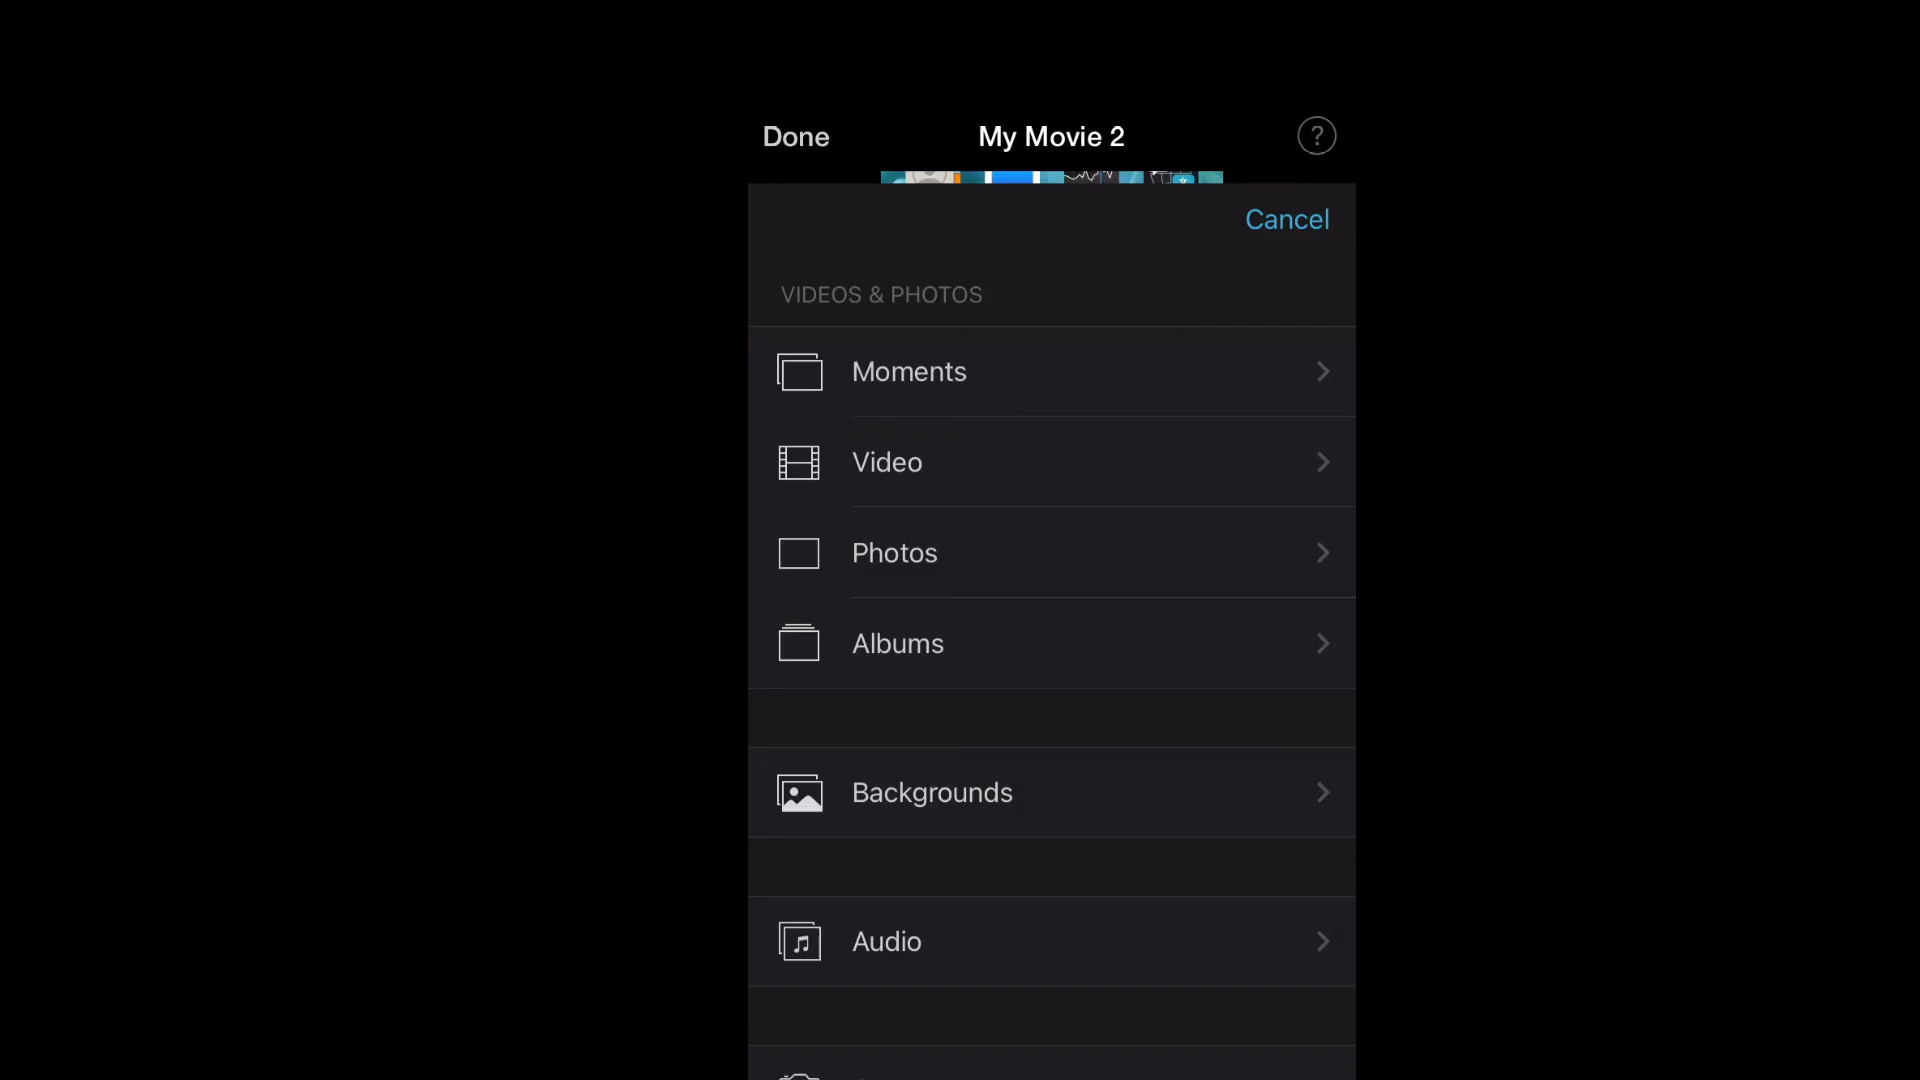 Done
My Movie 2
?
Cancel
VIDEOS & PHOTOS
Moments
Video
Photos
Albums
Backgrounds
Audio